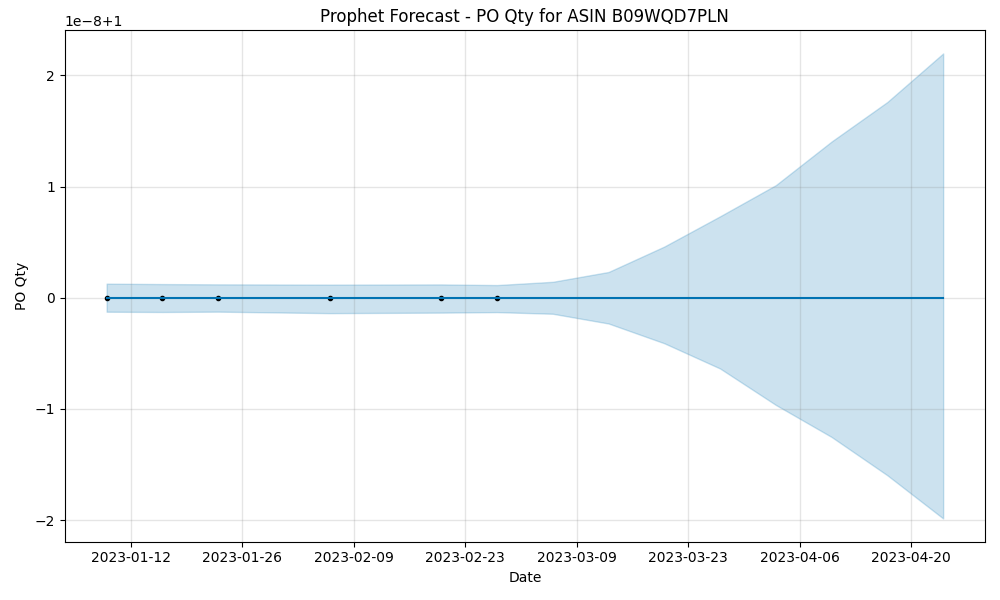 Prophet Forecast - PO Qty for ASIN B09WQD7PLN
1e−8+1
2
1
0
−1
−2
PO Qty
2023-01-12 2023-01-26 2023-02-09 2023-02-23 2023-03-09 2023-03-23 2023-04-06 2023-04-20
Date